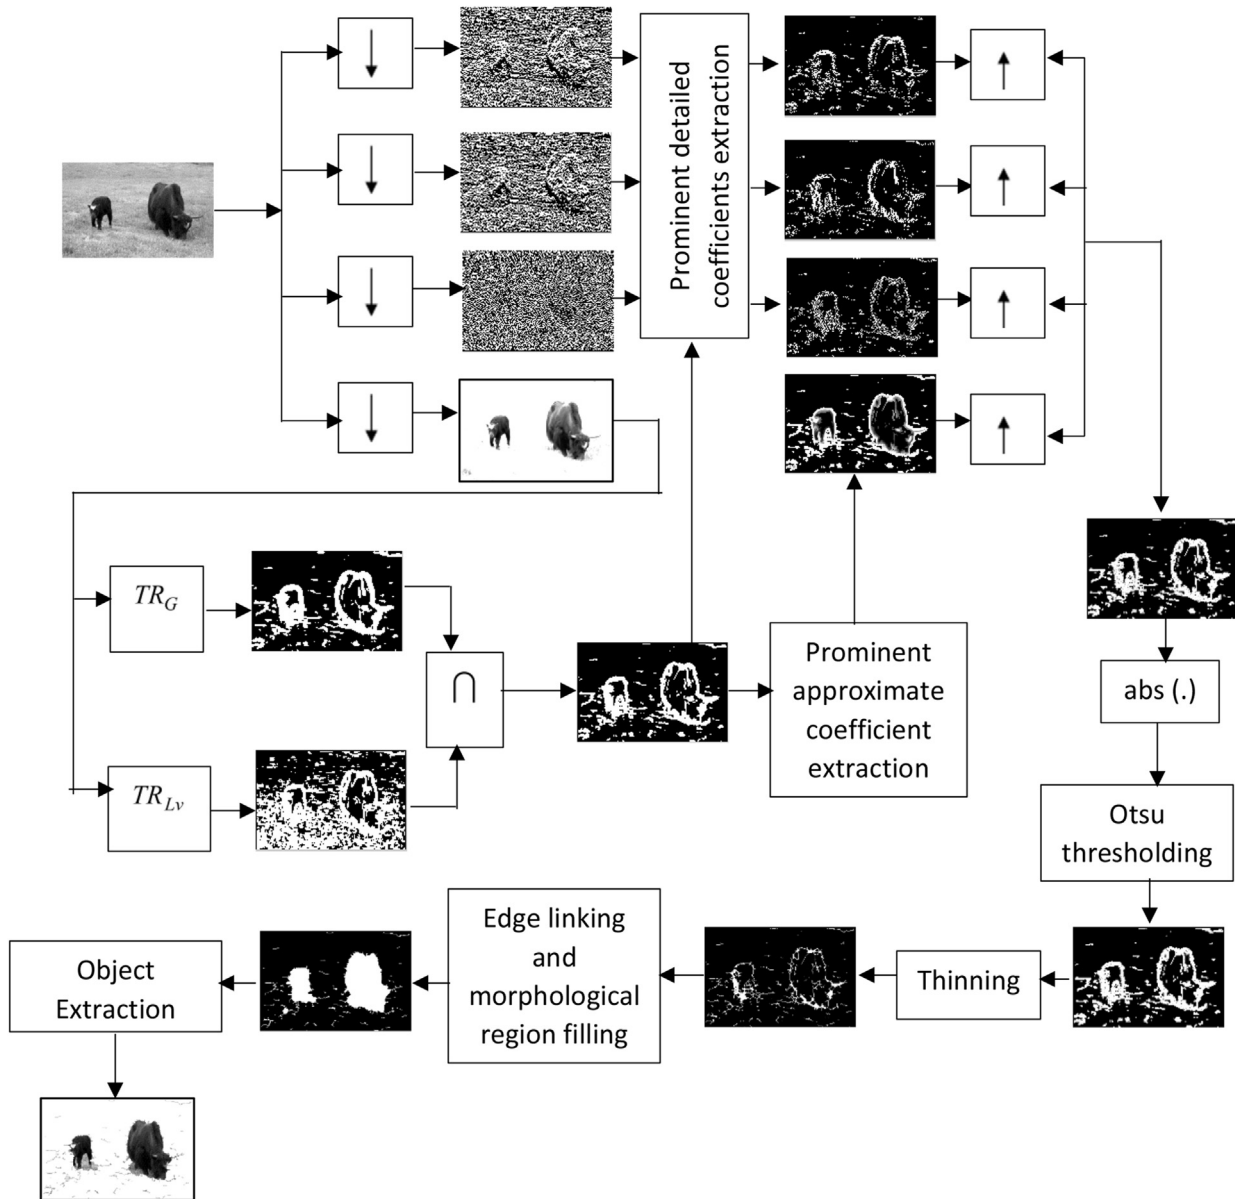 Prominent detailed
coefficients extraction
TR_G
∩
TR_Lv
Prominent
approximate
coefficient
extraction
abs (.)
Otsu
thresholding
Thinning
Edge linking
and
morphological
region filling
Object
Extraction